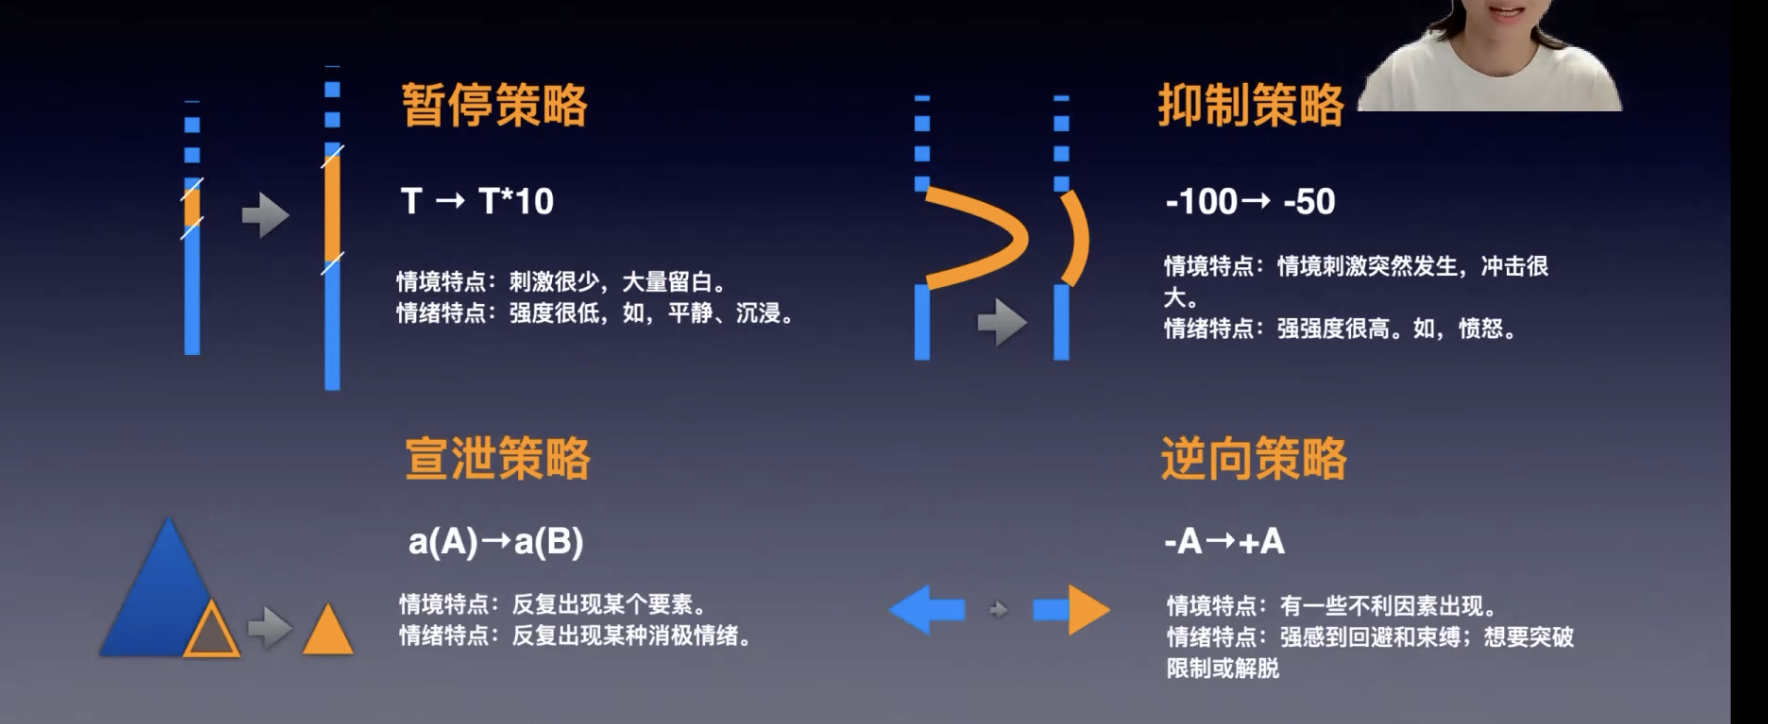 暂停策略
T → T*10
情境特点：刺激很少，大量留白。
情绪特点：强度很低，如，平静、沉浸。
抑制策略
-100→ -50
情境特点：情境刺激突然发生，冲击很
大。
情绪特点：强强度很高。如，愤怒。
宣泄策略
a(A)→a(B)
情境特点：反复出现某个要素。
情绪特点：反复出现某种消极情绪。
逆向策略
-A→+A
情境特点：有一些不利因素出现。
情绪特点：强感到回避和束缚；想要突破
限制或解脱